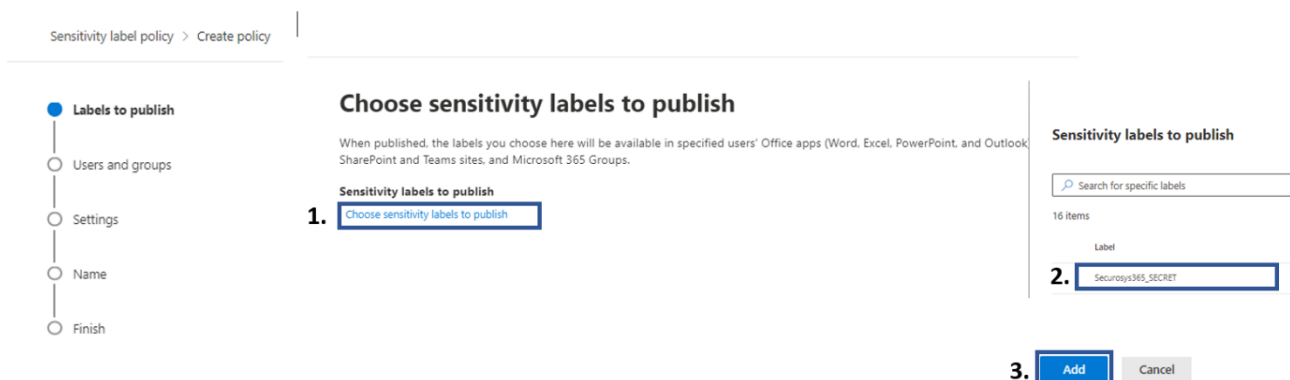 Sensitivity label policy > Create policy
Labels to publish
Users and groups
Settings
Name
Finish
Choose sensitivity labels to publish
When published, the labels you choose here will be available in specified users' Office apps (Word, Excel, PowerPoint, and Outlook)
SharePoint and Teams sites, and Microsoft 365 Groups.
Sensitivity labels to publish
1. Choose sensitivity labels to publish
Sensitivity labels to publish
Search for specific labels
16 items
Label
2. Securosys365_SECRET
3. Add Cancel